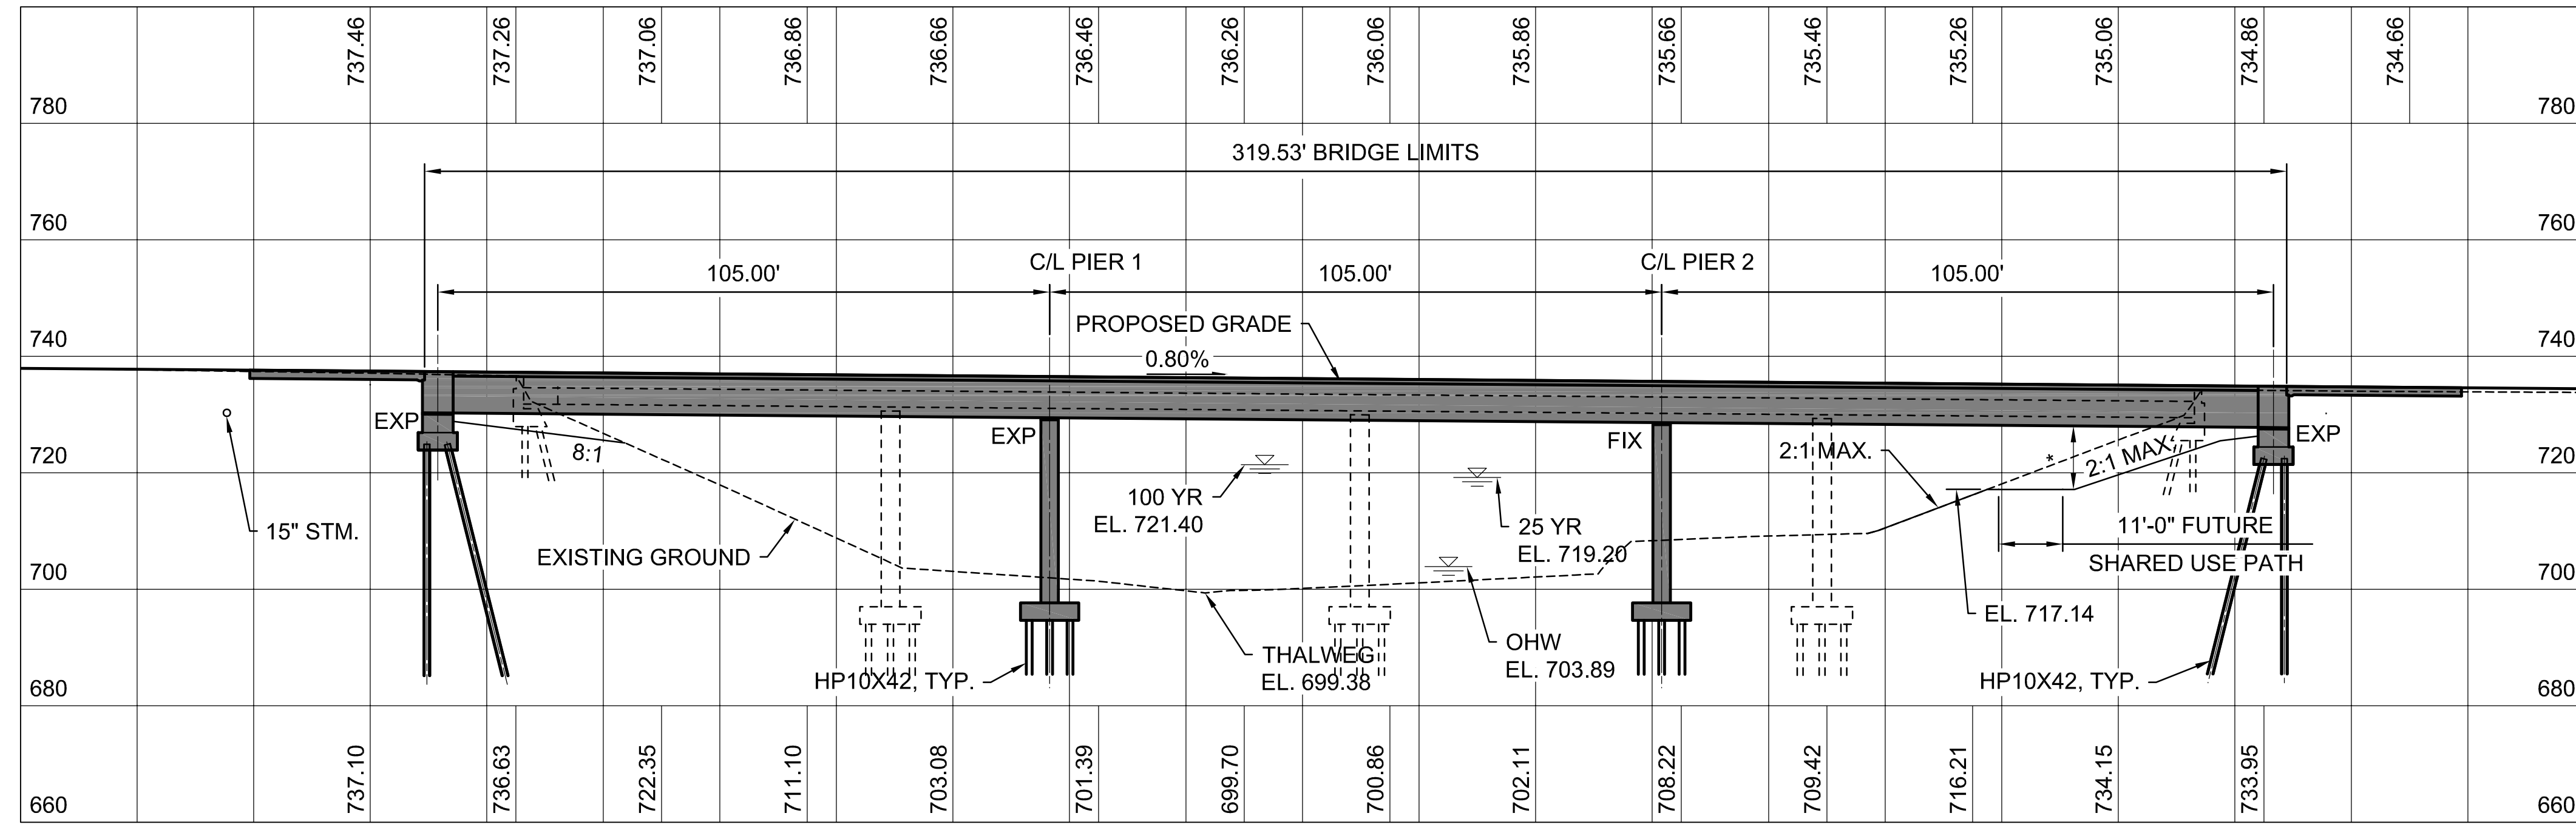 737.46
737.26
737.06
736.86
736.66
736.46
736.26
736.06
735.86
735.66
735.46
735.26
735.06
734.86
734.66
780
780
319.53' BRIDGE LIMITS
760
760
C/L PIER 1
C/L PIER 2
105.00'
105.00'
105.00'
PROPOSED GRADE
740
0.80%
740
EXP
EXP
FIX
EXP
8:1
2:1 MAX.
*
2:1 MAX.
720
720
100 YR
EL. 721.40
25 YR
EL. 719.20
15" STM.
EXISTING GROUND
11'-0" FUTURE
SHARED USE PATH
700
700
EL. 717.14
THALWEG
EL. 699.38
OHW
EL. 703.89
HP10X42, TYP.
HP10X42, TYP.
680
680
737.10
736.63
722.35
711.10
703.08
701.39
699.70
700.86
702.11
708.22
709.42
716.21
734.15
733.95
660
660